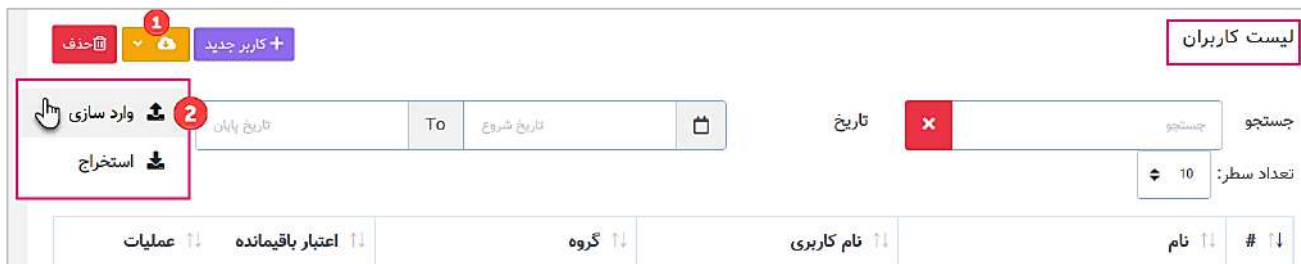 لیست کاربران
+ کاربر جدید
1
حذف
جستجو
جستجو
تاریخ
تاریخ شروع
To
تاریخ پایان
2
وارد سازی
استخراج
تعداد سطر: 10
# نام نام کاربری گروه اعتبار باقیمانده عملیات